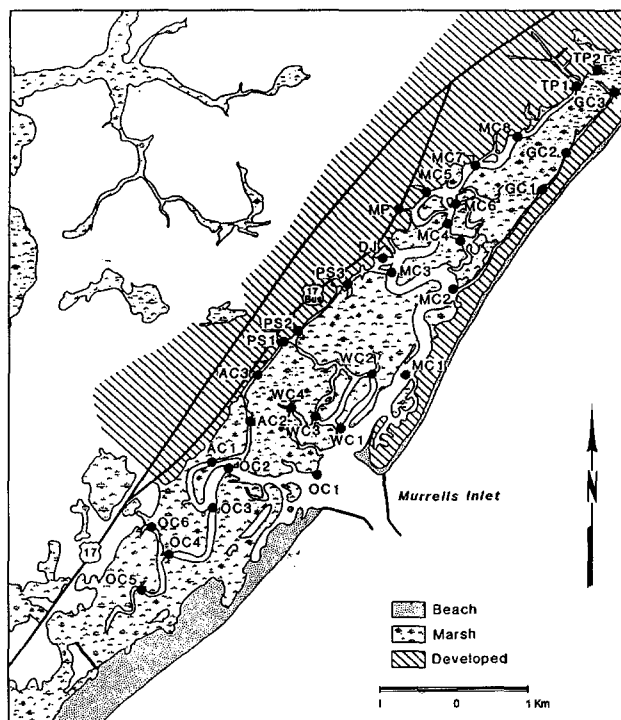 TP2
TP1
GC3
MC8
GC2
MC7
MC5
GC1
MC6
MP
MC4
DJ
MC3
PS3
17
Bus
MC2
PS2
PS1
WC2
MC1
AC3
WC4
AC2
WC3
WC1
AC1
OC2
OC1
Murrells Inlet
N
OC3
OC6
17
OC4
OC5
Beach
Marsh
Developed
I 0 1 Km